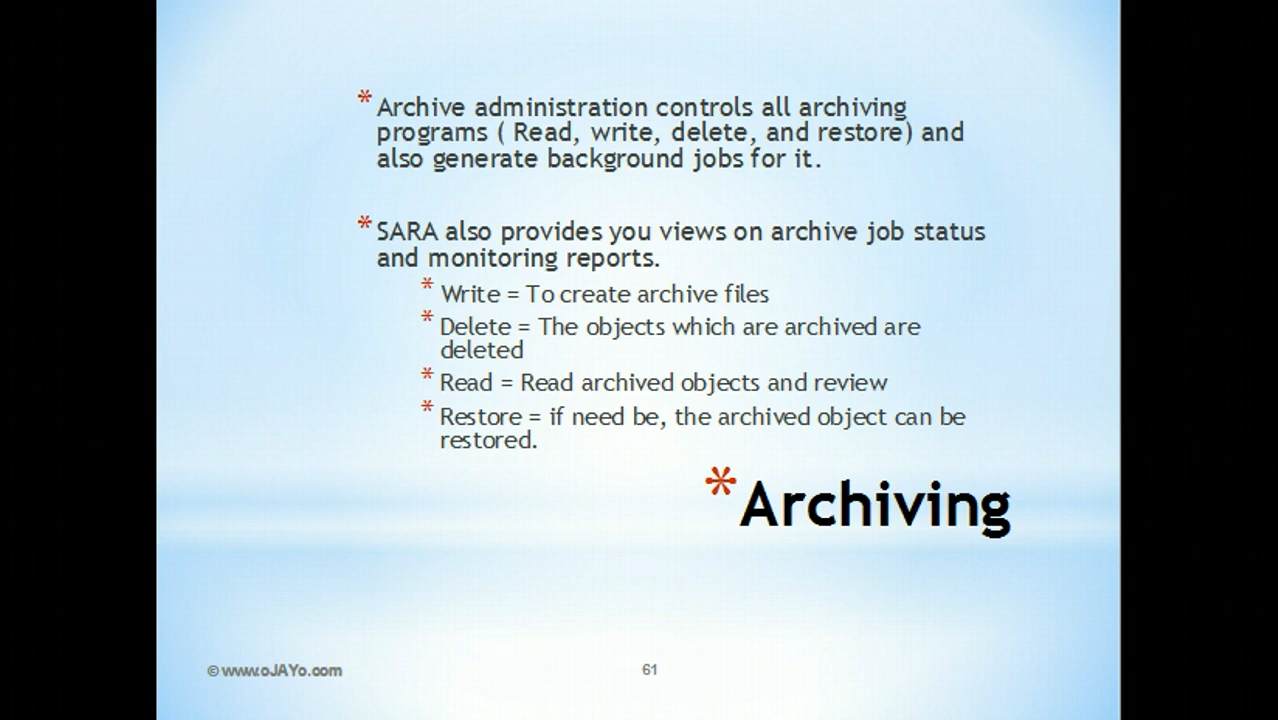 * Archive administration controls all archiving
programs ( Read, write, delete, and restore) and
also generate background jobs for it.
* SARA also provides you views on archive job status
and monitoring reports.
* Write = To create archive files
* Delete = The objects which are archived are
deleted
* Read = Read archived objects and review
* Restore = if need be, the archived object can be
restored.
* Archiving
© www.oJAYo.com
61